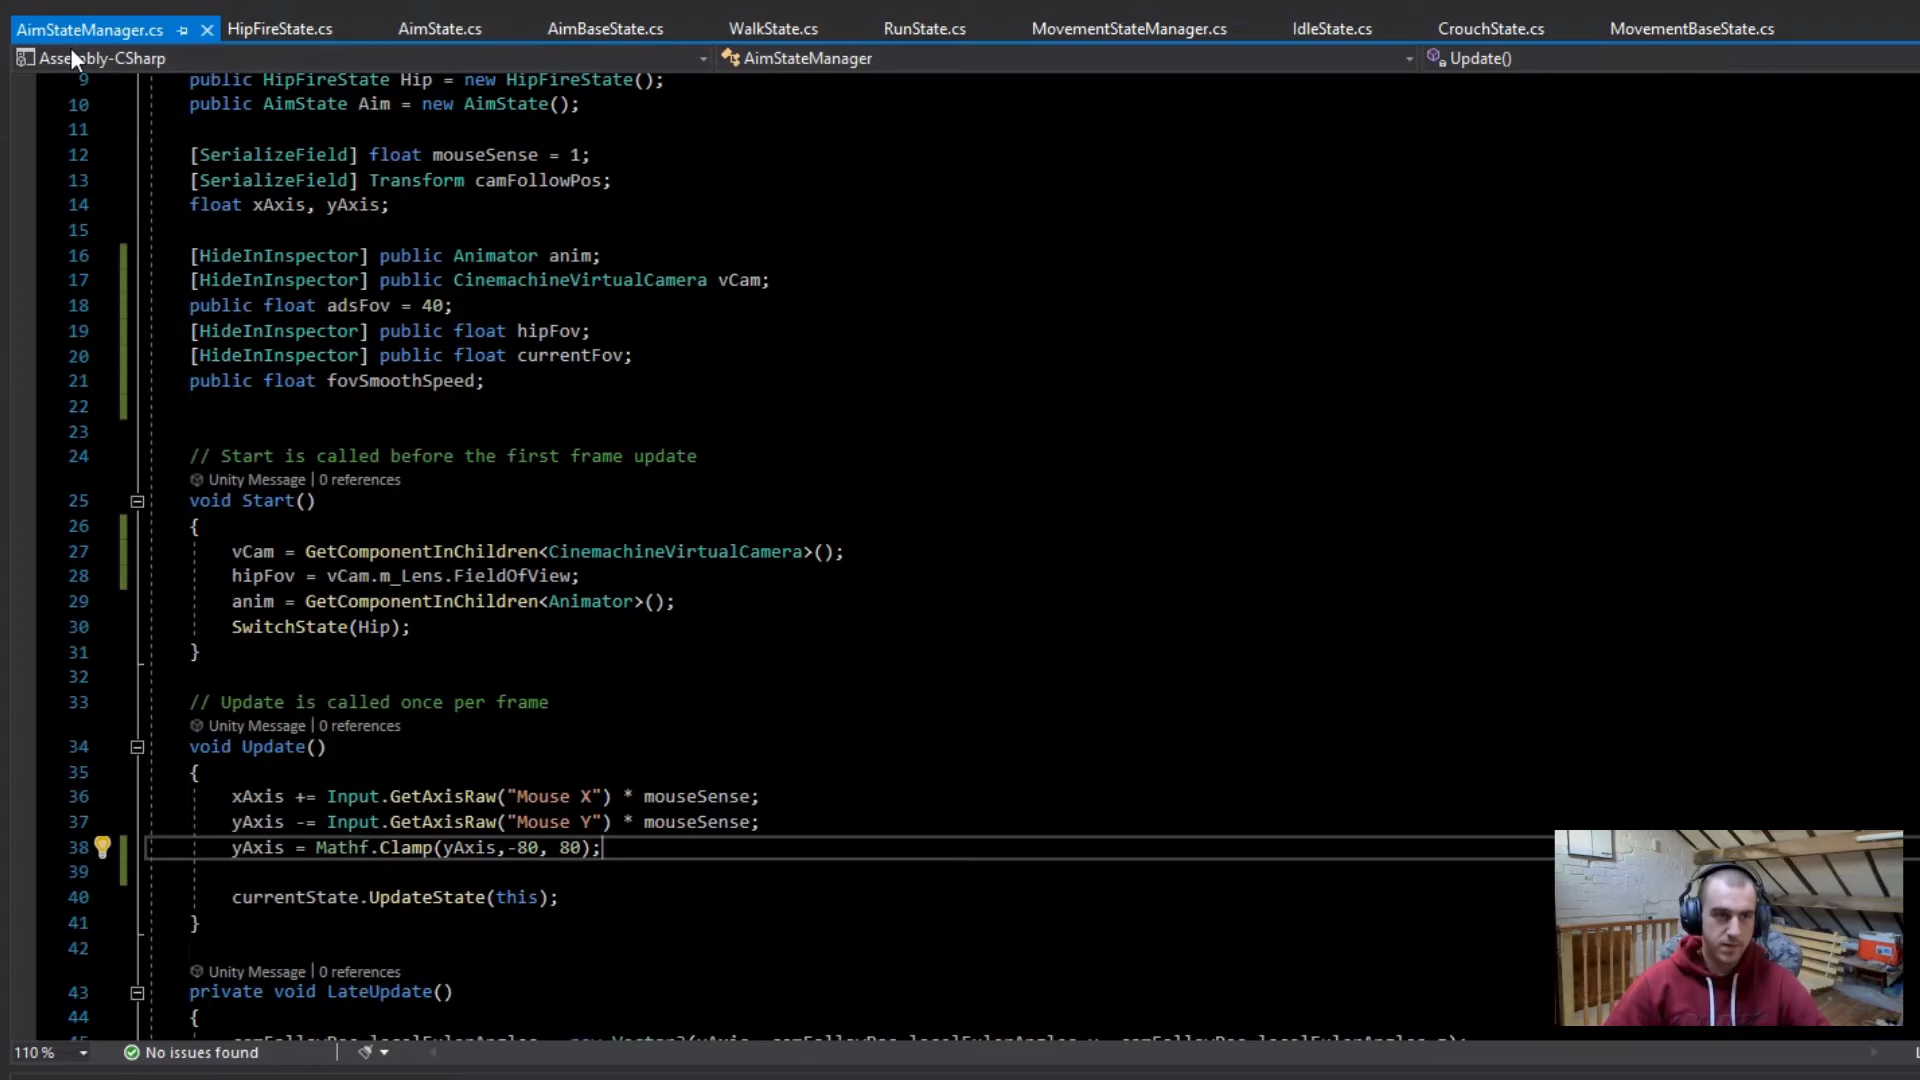 AimStateManager.cs HipFireState.cs AimState.cs AimBaseState.cs WalkState.cs RunState.cs MovementStateManager.cs IdleState.cs CrouchState.cs MovementBaseState.cs
Assembly-CSharp AimStateManager Update()
9 public HipFireState Hip = new HipFireState();
10 public AimState Aim = new AimState();
11
12 [SerializeField] float mouseSense = 1;
13 [SerializeField] Transform camFollowPos;
14 float xAxis, yAxis;
15
16 [HideInInspector] public Animator anim;
17 [HideInInspector] public CinemachineVirtualCamera vCam;
18 public float adsFov = 40;
19 [HideInInspector] public float hipFov;
20 [HideInInspector] public float currentFov;
21 public float fovSmoothSpeed;
22
23
24 // Start is called before the first frame update
Unity Message | 0 references
25 void Start()
26 {
27 vCam = GetComponentInChildren<CinemachineVirtualCamera>();
28 hipFov = vCam.m_Lens.FieldOfView;
29 anim = GetComponentInChildren<Animator>();
30 SwitchState(Hip);
31 }
32
33 // Update is called once per frame
Unity Message | 0 references
34 void Update()
35 {
36 xAxis += Input.GetAxisRaw("Mouse X") * mouseSense;
37 yAxis -= Input.GetAxisRaw("Mouse Y") * mouseSense;
38 yAxis = Mathf.Clamp(yAxis,-80, 80);
39
40 currentState.UpdateState(this);
41 }
42
Unity Message | 0 references
43 private void LateUpdate()
44 {
110 % No issues found